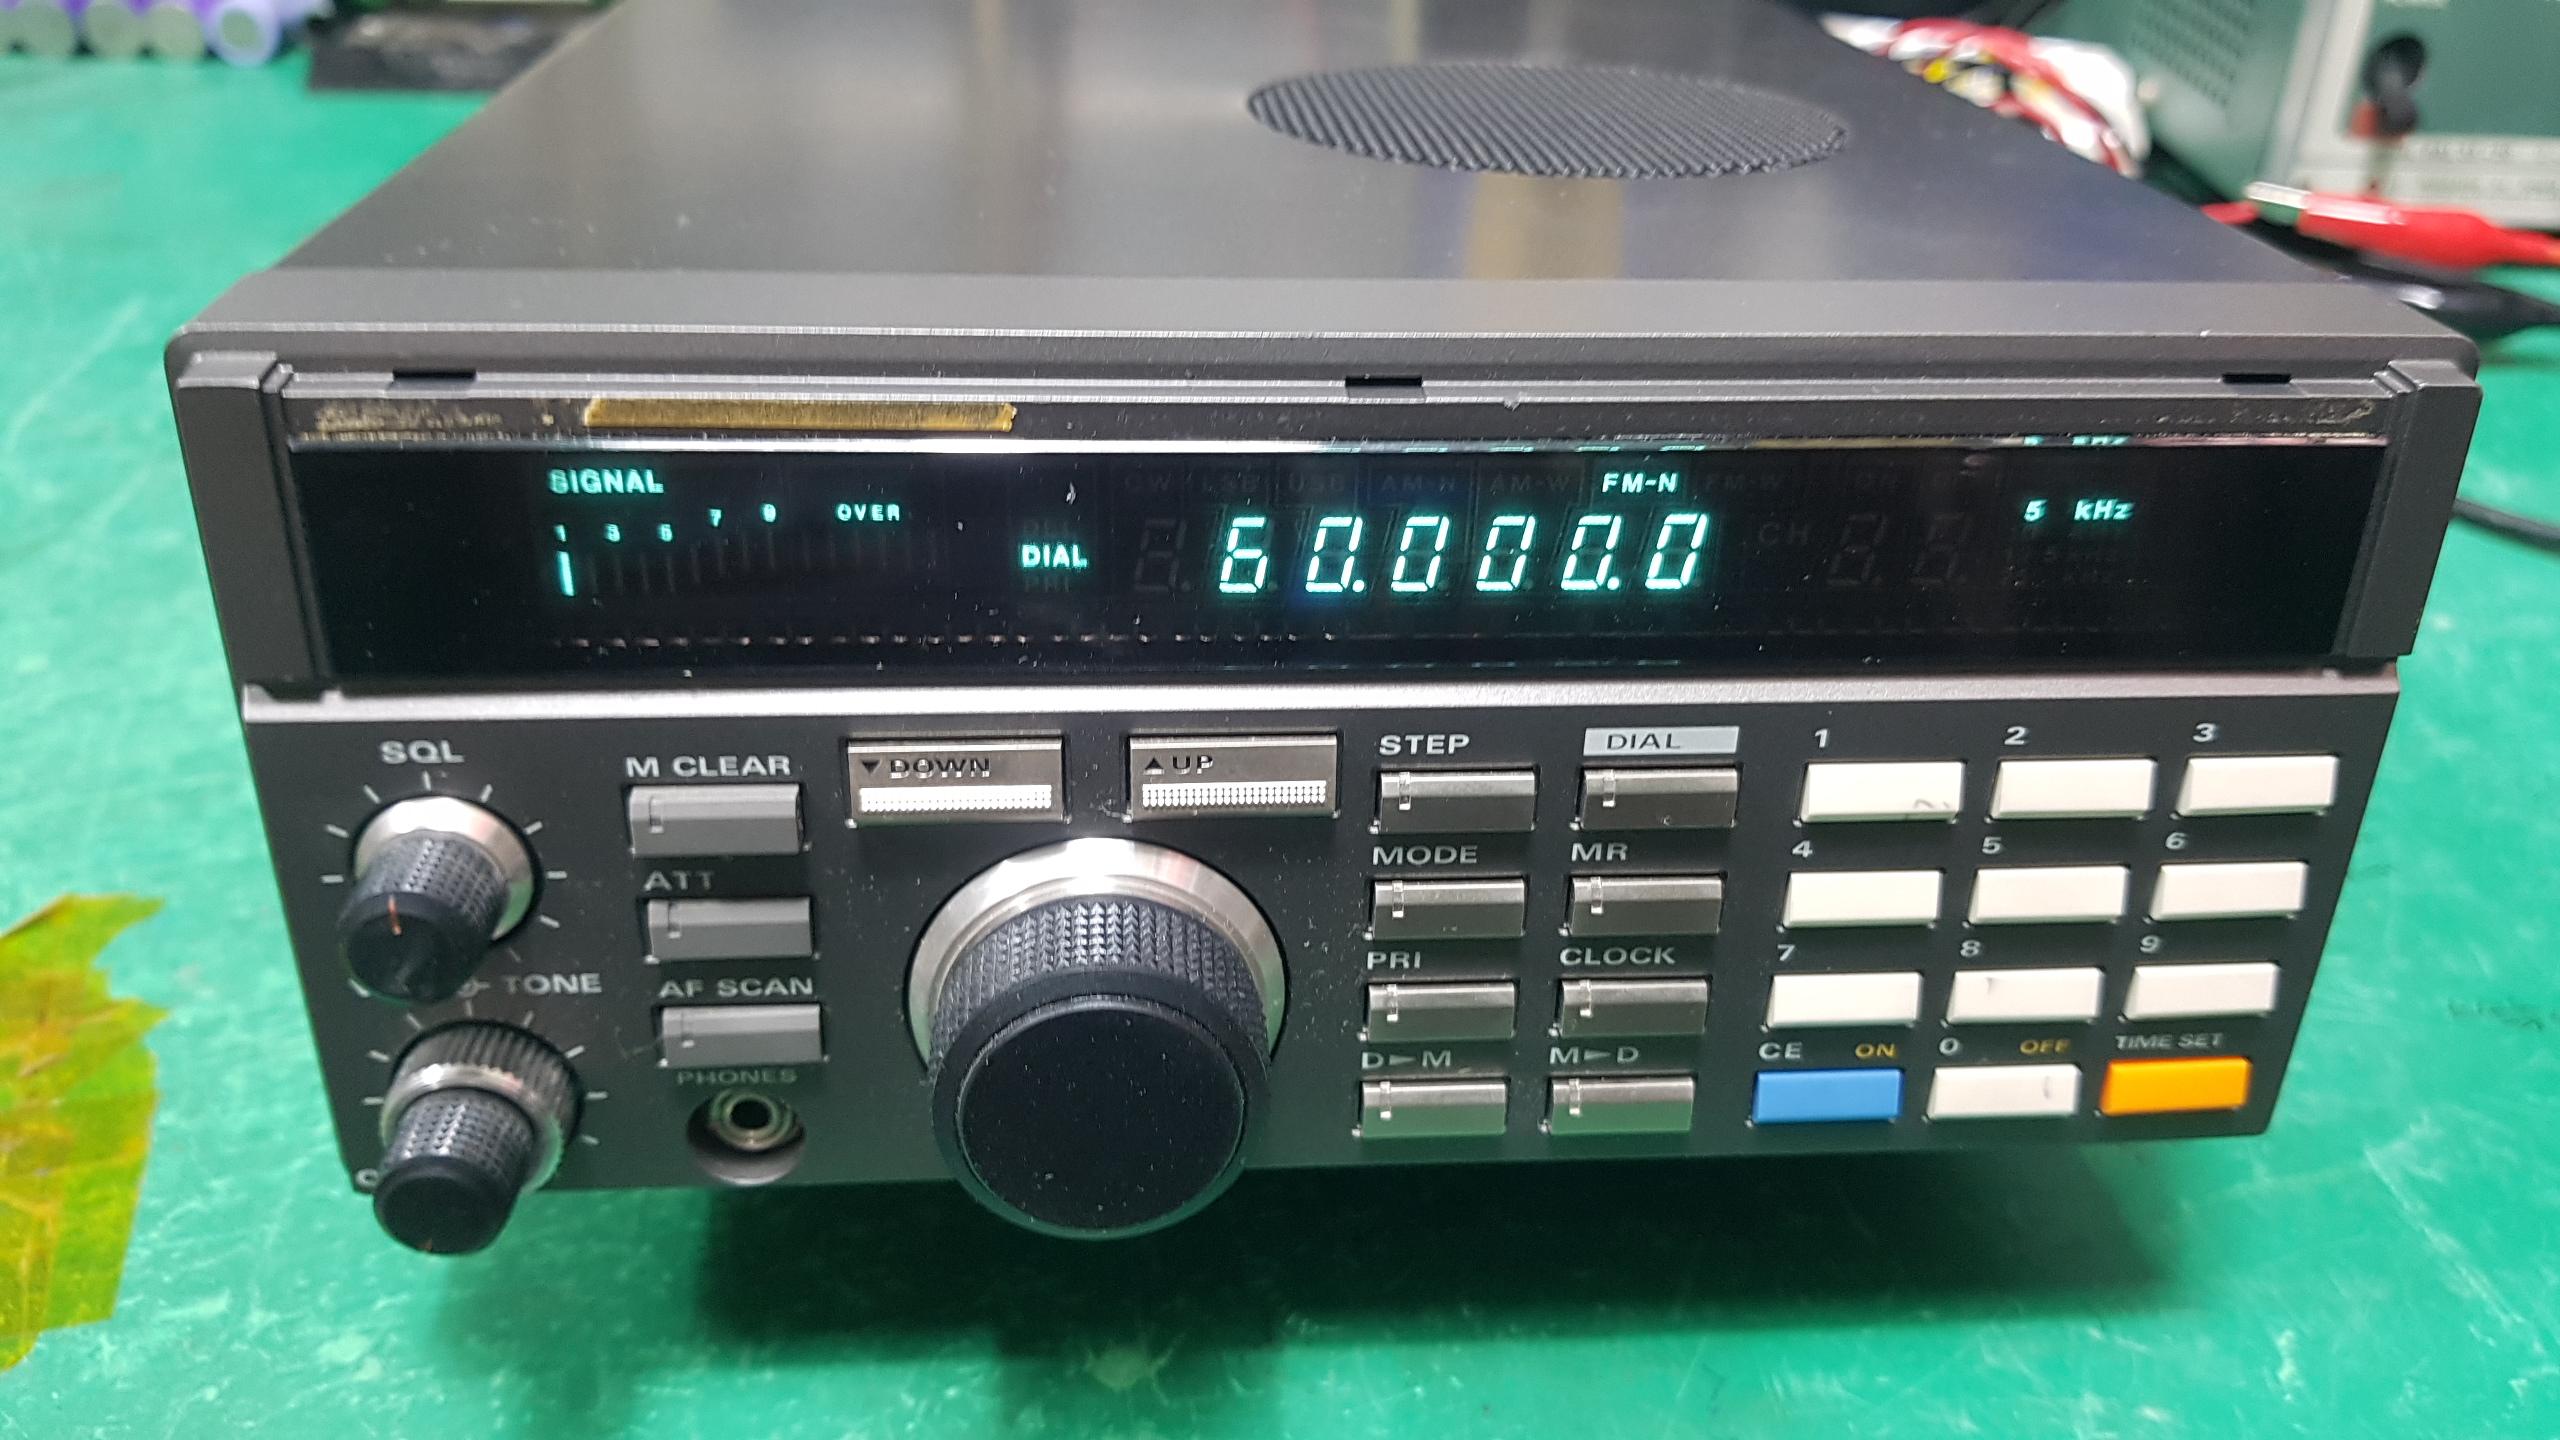 SIGNAL
1 3 5 7 9 OVER
DIAL
FM-N
60.000.0
5 kHz
SQL
M CLEAR
▼DOWN
▲UP
STEP
DIAL
1 2 3
ATT
MODE
MR
4 5 6
TONE
AF SCAN
PRI
CLOCK
7 8 9
PHONES
D►M
M►D
CE ON
0 OFF
TIME SET